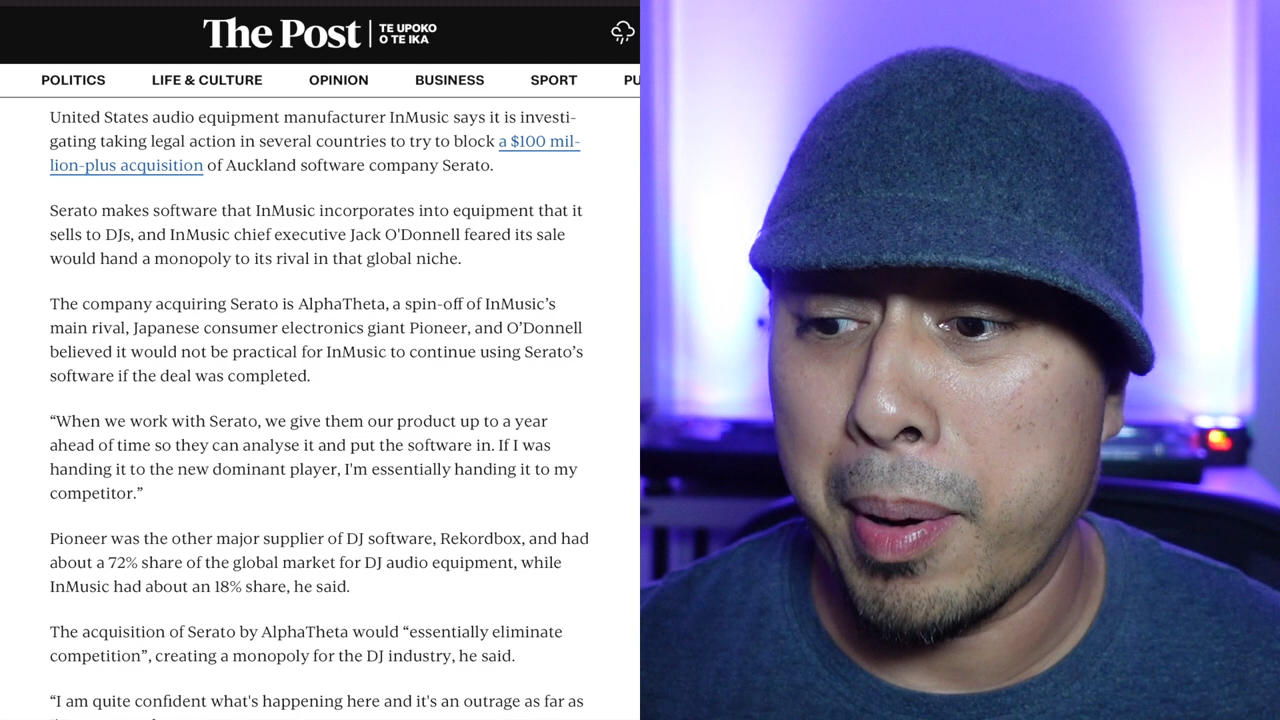 The Post
TE UPOKO
O TE IKA
POLITICS LIFE & CULTURE OPINION BUSINESS SPORT PU
United States audio equipment manufacturer InMusic says it is investi-
gating taking legal action in several countries to try to block a $100 mil-
lion-plus acquisition of Auckland software company Serato.
Serato makes software that InMusic incorporates into equipment that it
sells to DJs, and InMusic chief executive Jack O'Donnell feared its sale
would hand a monopoly to its rival in that global niche.
The company acquiring Serato is AlphaTheta, a spin-off of InMusic’s
main rival, Japanese consumer electronics giant Pioneer, and O’Donnell
believed it would not be practical for InMusic to continue using Serato’s
software if the deal was completed.
“When we work with Serato, we give them our product up to a year
ahead of time so they can analyse it and put the software in. If I was
handing it to the new dominant player, I'm essentially handing it to my
competitor.”
Pioneer was the other major supplier of DJ software, Rekordbox, and had
about a 72% share of the global market for DJ audio equipment, while
InMusic had about an 18% share, he said.
The acquisition of Serato by AlphaTheta would “essentially eliminate
competition”, creating a monopoly for the DJ industry, he said.
“I am quite confident what's happening here and it's an outrage as far as